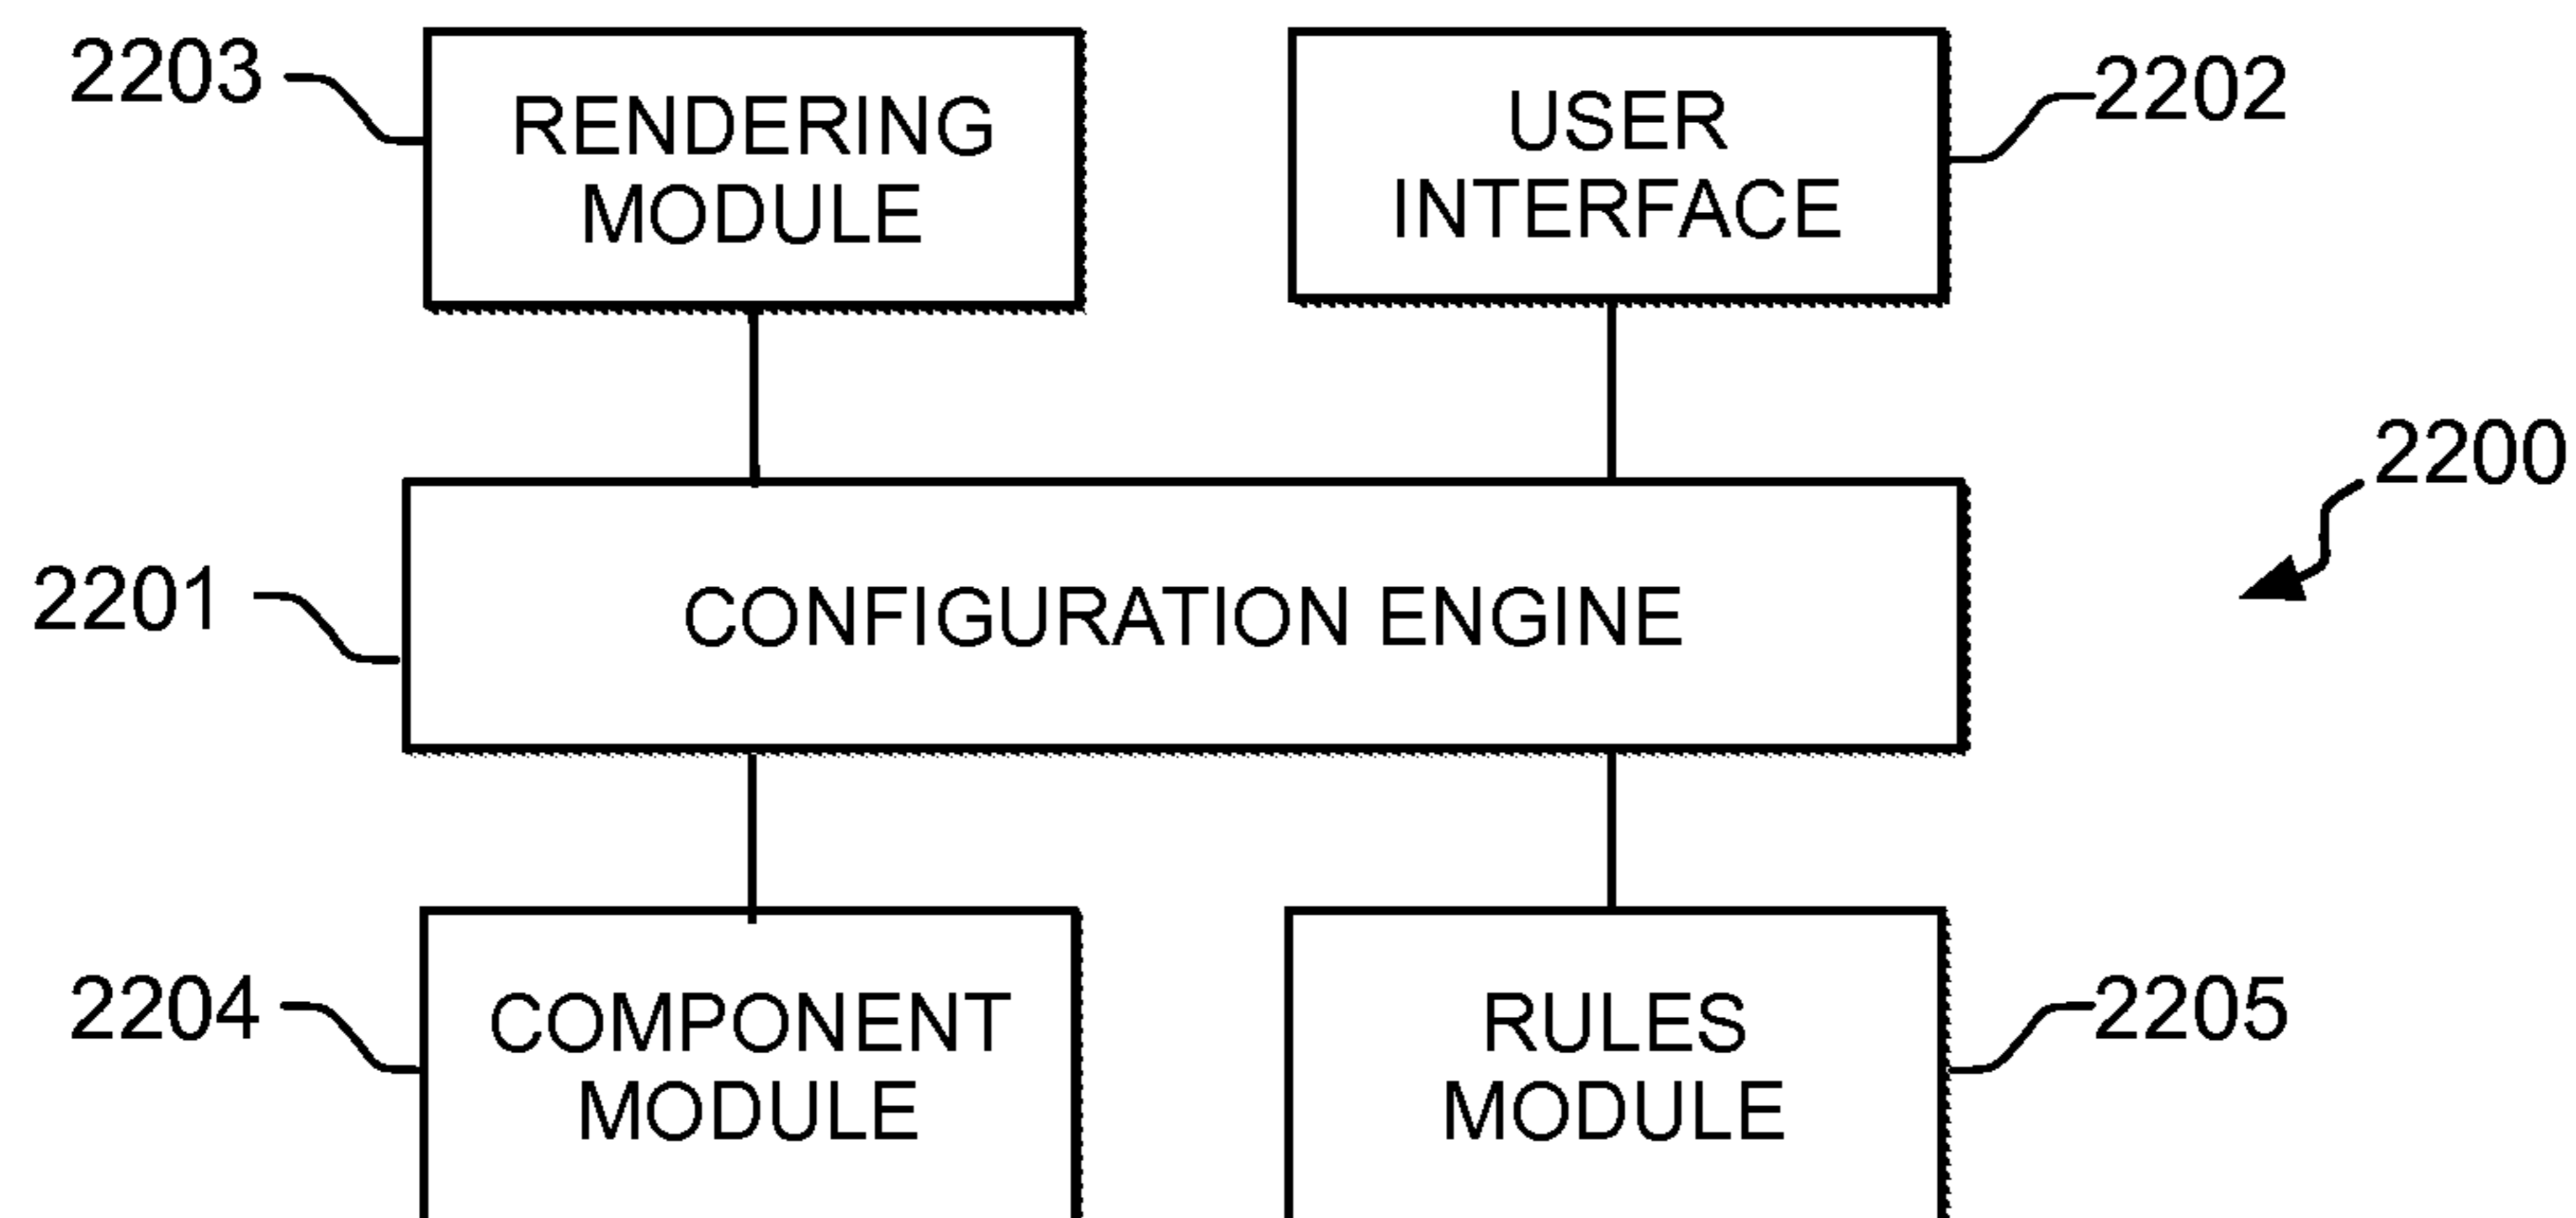 2203
RENDERING
MODULE
USER
INTERFACE
2202
2200
2201
CONFIGURATION ENGINE
2204
COMPONENT
MODULE
RULES
MODULE
2205